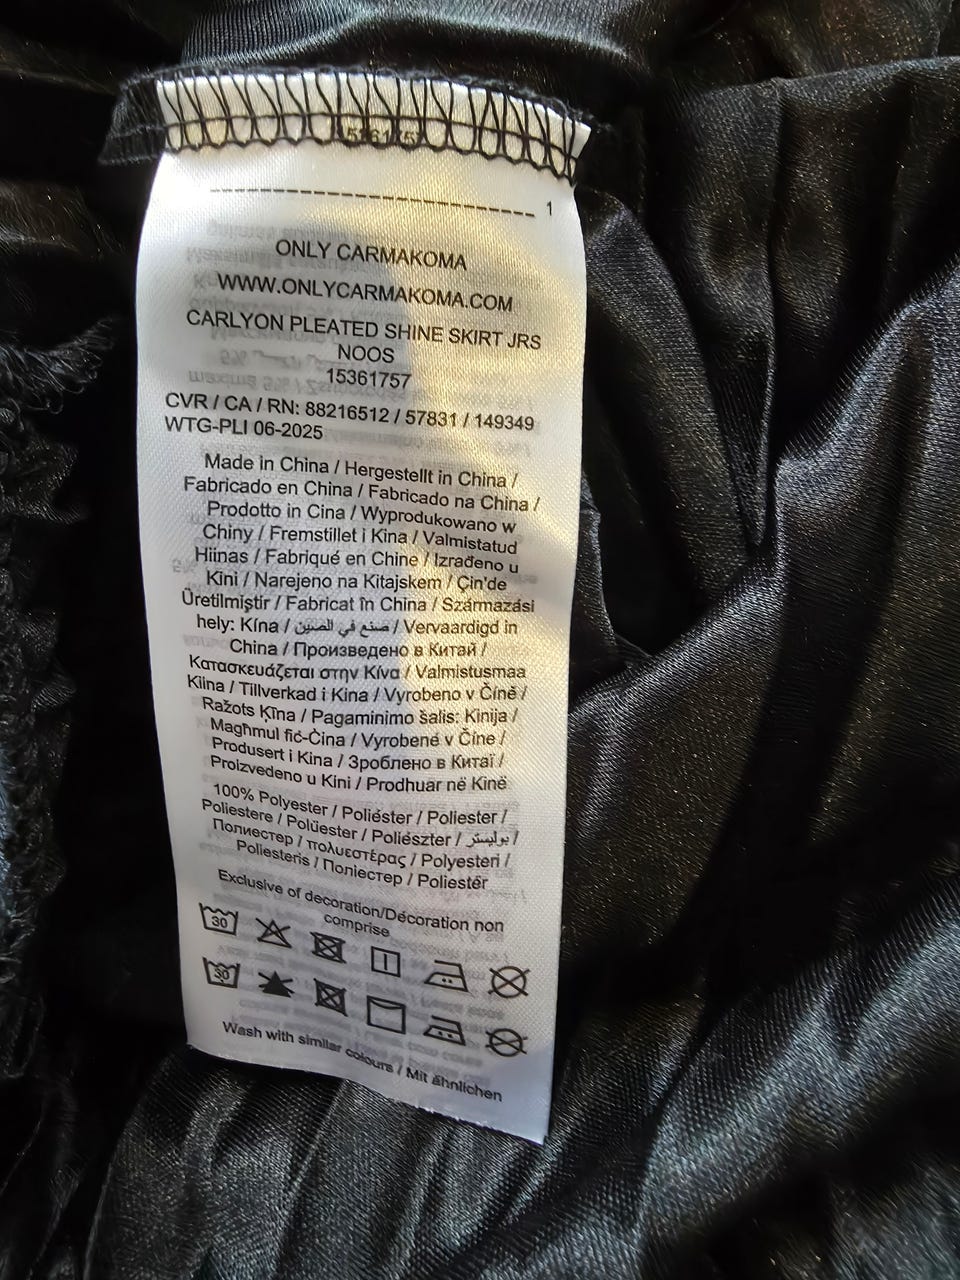 1
ONLY CARMAKOMA
WWW.ONLYCARMAKOMA.COM
CARLYON PLEATED SHINE SKIRT JRS
NOOS
15361757
CVR / CA / RN: 88216512 / 57831 / 149349
WTG-PLI 06-2025
Made in China / Hergestellt in China /
Fabricado en China / Fabricado na China /
Prodotto in Cina / Wyprodukowano w
Chiny / Fremstillet i Kina / Valmistatud
Hiinas / Fabriqué en Chine / Izrađeno u
Kini / Narejeno na Kitajskem / Çin'de
Üretilmiştir / Fabricat în China / Származási
hely: Kína / صنع في الصين / Vervaardigd in
China / Произведено в Китай /
Κατασκευάζεται στην Κίνα / Valmistusmaa
Kiina / Tillverkad i Kina / Vyrobeno v Číně /
Ražots Ķīna / Pagaminimo šalis: Kinija /
Magħmul fiċ-Ċina / Vyrobené v Číne /
Produsert i Kina / Зроблено в Китаї /
Proizvedeno u Kini / Prodhuar në Kinë
100% Polyester / Poliéster / Poliester /
Poliestere / Polüester / Poliészter / بوليستر /
Полиестер / πολυεστέρας / Polyesteri /
Poliesteris / Поліестер / Poliestër
Exclusive of decoration/Décoration non
comprise
30
30
Wash with similar colours / Mit ähnlichen